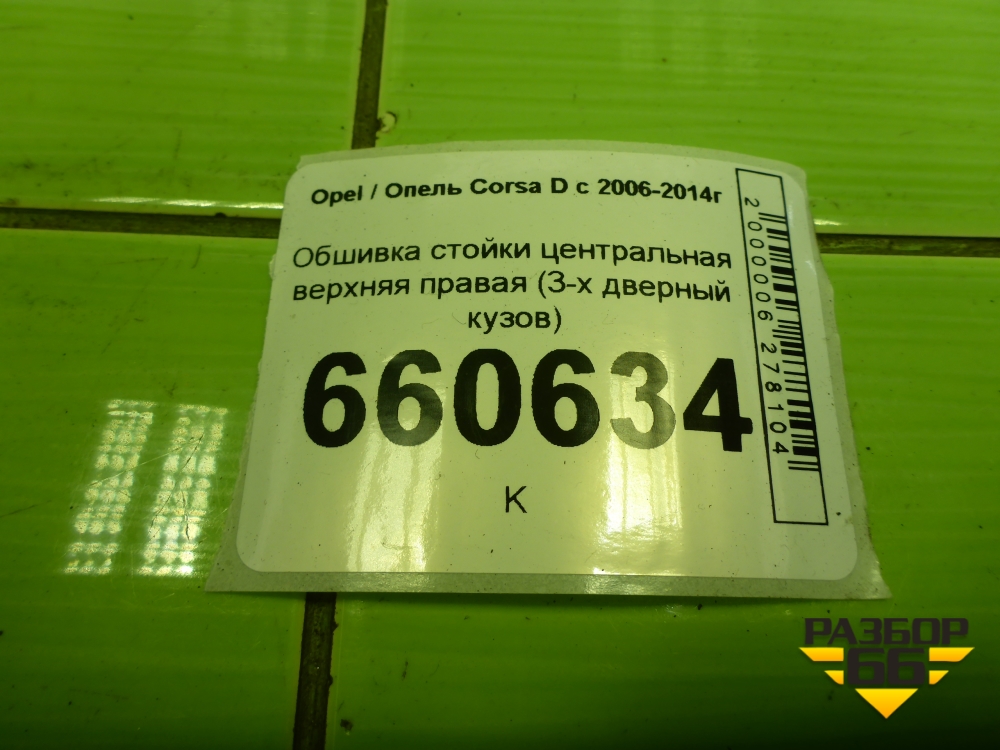 Opel / Опель Corsa D с 2006-2014г
Обшивка стойки центральная
верхняя правая (3-х дверный
кузов)
660634
К
2000006278104
РАЗБОР
66